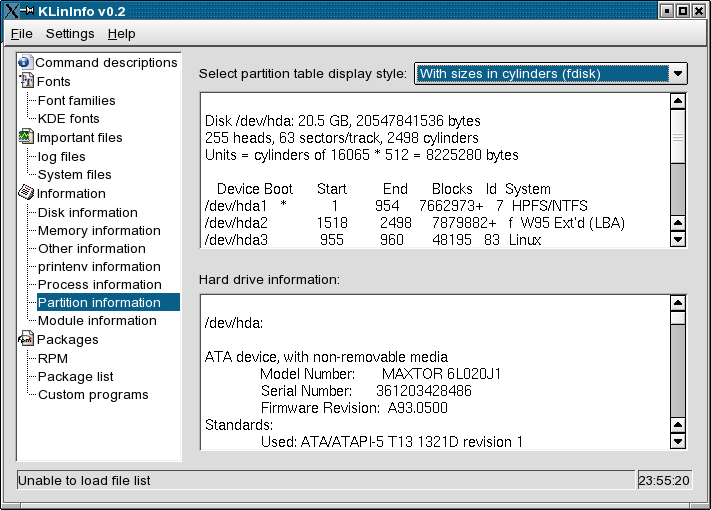 KLinInfo v0.2
File Settings Help
Command descriptions
Fonts
Font families
KDE fonts
Important files
log files
System files
Information
Disk information
Memory information
Other information
printenv information
Process information
Partition information
Module information
Packages
RPM
Package list
Custom programs
Select partition table display style: With sizes in cylinders (fdisk)
Disk /dev/hda: 20.5 GB, 20547841536 bytes
255 heads, 63 sectors/track, 2498 cylinders
Units = cylinders of 16065 * 512 = 8225280 bytes
Device Boot Start End Blocks Id System
/dev/hda1 * 1 954 7662973+ 7 HPFS/NTFS
/dev/hda2 1518 2498 7879882+ f W95 Ext'd (LBA)
/dev/hda3 955 960 48195 83 Linux
Hard drive information:
/dev/hda:
ATA device, with non-removable media
Model Number: MAXTOR 6L020J1
Serial Number: 361203428486
Firmware Revision: A93.0500
Standards:
Used: ATA/ATAPI-5 T13 1321D revision 1
Unable to load file list
23:55:20